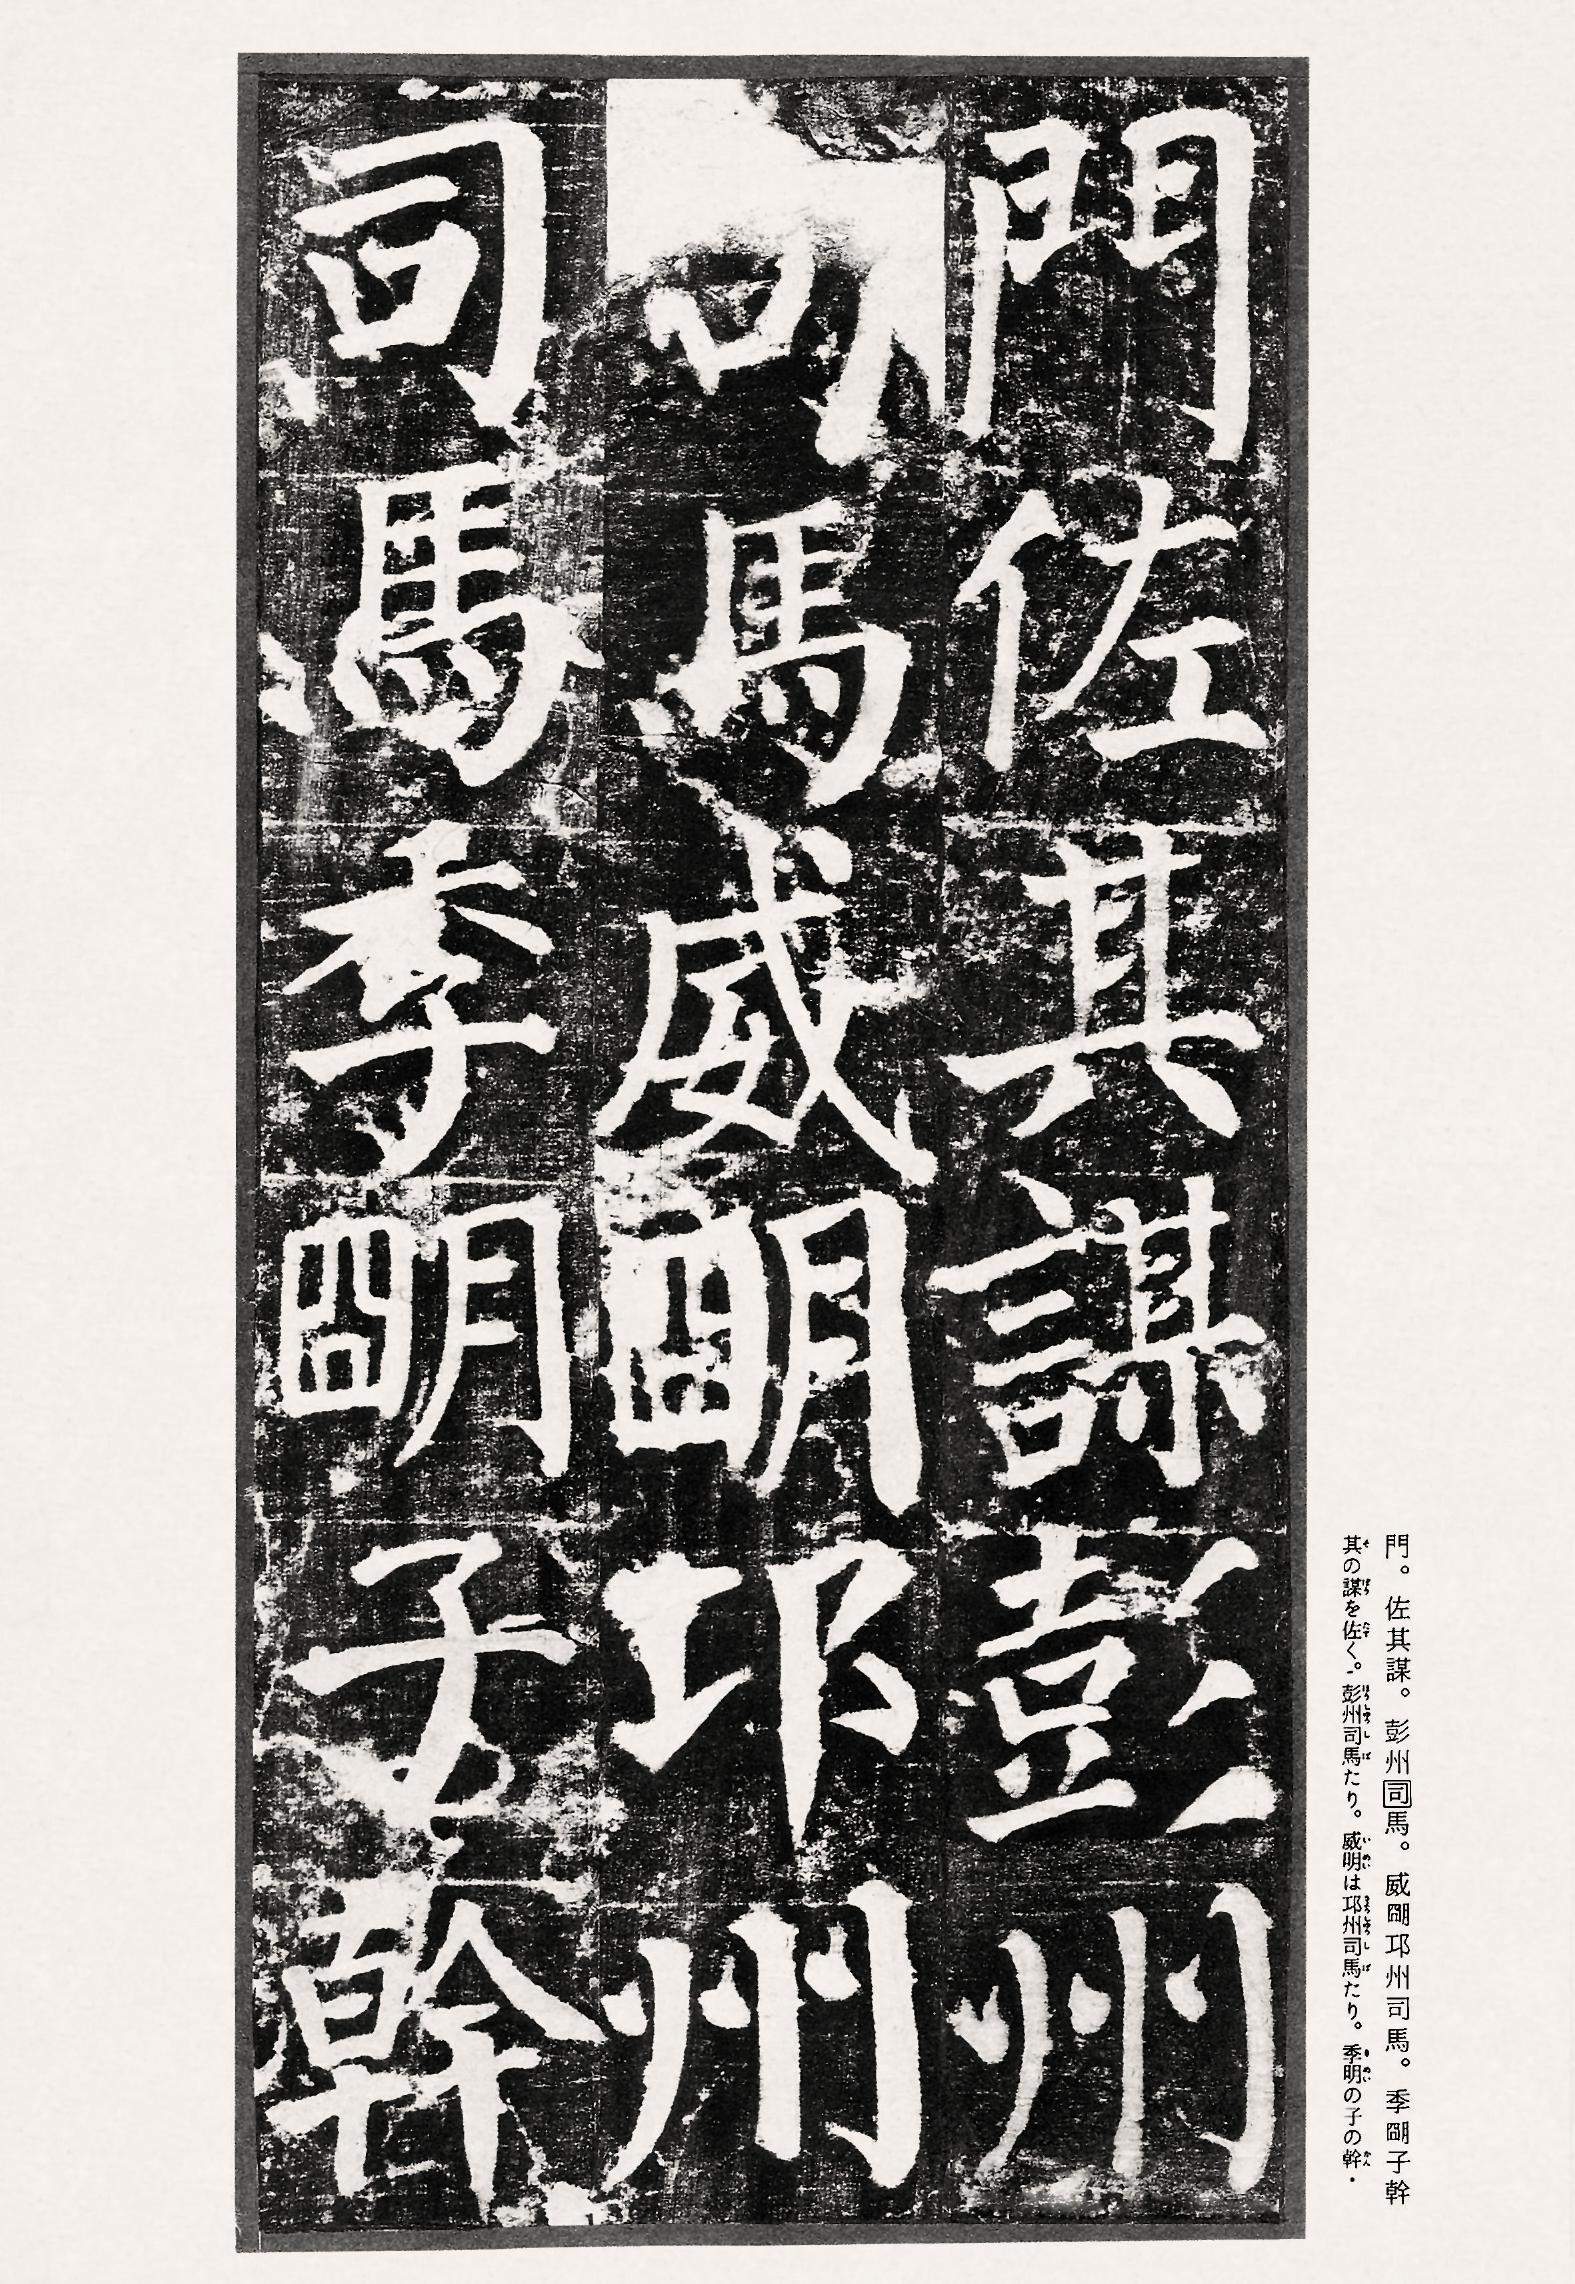 門。佐其謀。彭州司馬。威朙邛州司馬。季朙子幹
其の謀を佐く。彭州司馬たり。威明は邛州司馬たり。季明の子の幹・
門佐其謀彭州
司馬威朙邛州
司馬季朙子幹